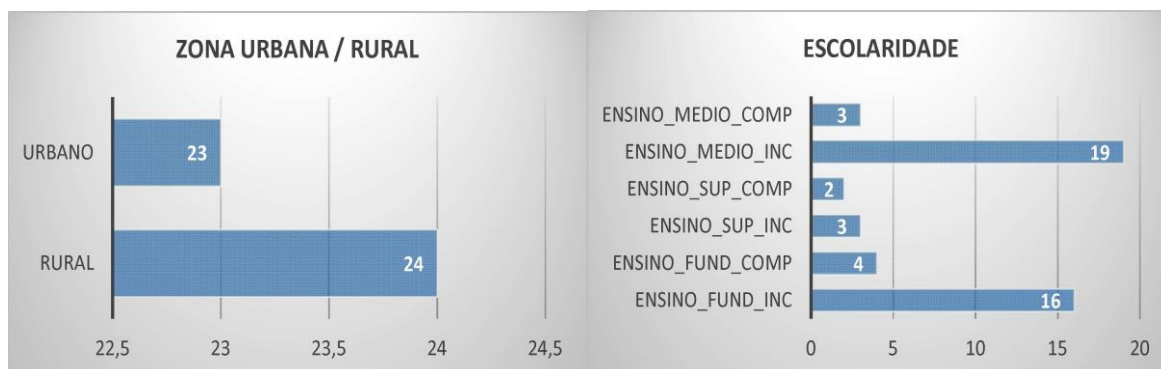 ZONA URBANA / RURAL
URBANO
23
RURAL
24
22,5 23 23,5 24 24,5
ESCOLARIDADE
ENSINO_MEDIO_COMP
3
ENSINO_MEDIO_INC
19
ENSINO_SUP_COMP
2
ENSINO_SUP_INC
3
ENSINO_FUND_COMP
4
ENSINO_FUND_INC
16
0 5 10 15 20